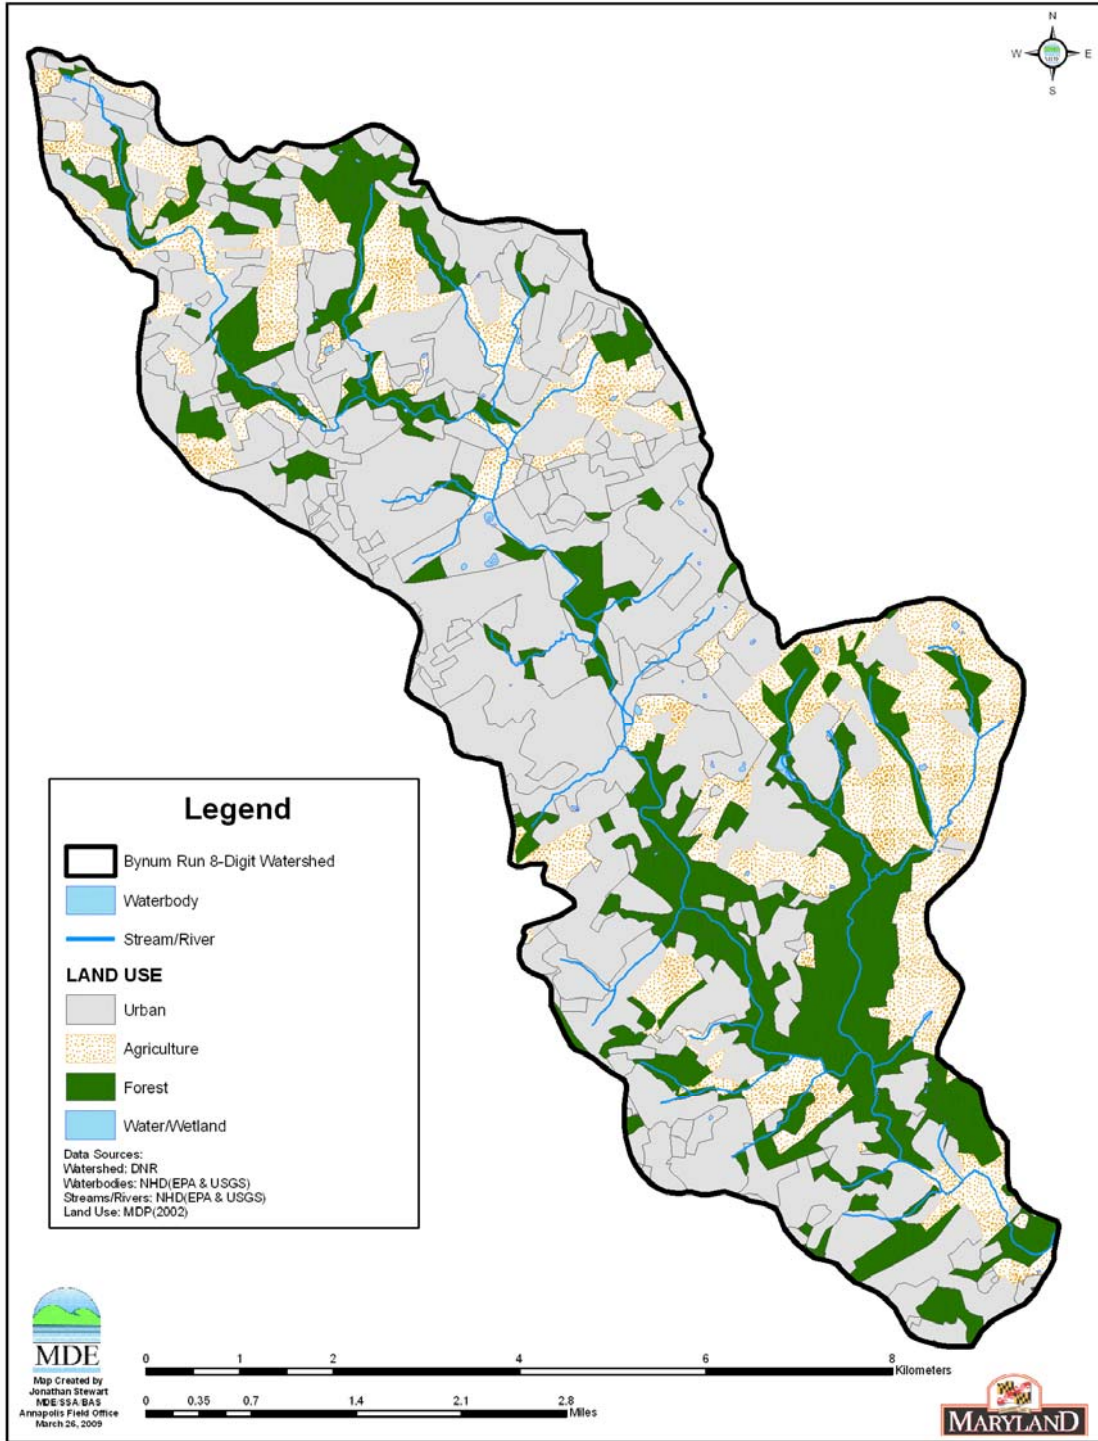 N
W E
S
Legend
Bynum Run 8-Digit Watershed
Waterbody
Stream/River
LAND USE
Urban
Agriculture
Forest
Water/Wetland
Data Sources:
Watershed: DNR
Waterbodies: NHD(EPA & USGS)
Streams/Rivers: NHD(EPA & USGS)
Land Use: MDP(2002)
MDE
Map Created by
Jonathan Stewart
MDE/SSA/BAS
Annapolis Field Office
March 26, 2009
0 1 2 4 6 8
Kilometers
0 0.35 0.7 1.4 2.1 2.8
Miles
MARYLAND